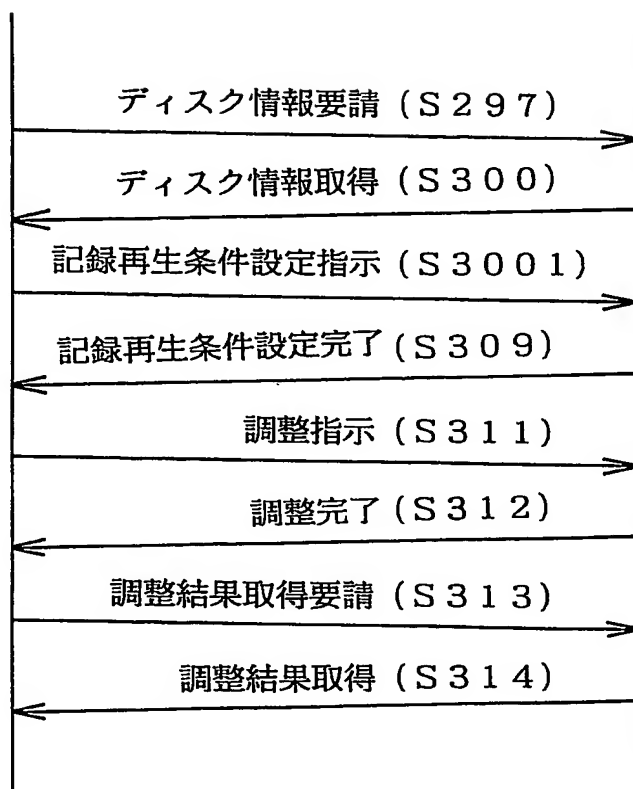 ディスク情報要請 (S297)
ディスク情報取得 (S300)
記録再生条件設定指示 (S3001)
記録再生条件設定完了 (S309)
調整指示 (S311)
調整完了 (S312)
調整結果取得要請 (S313)
調整結果取得 (S314)